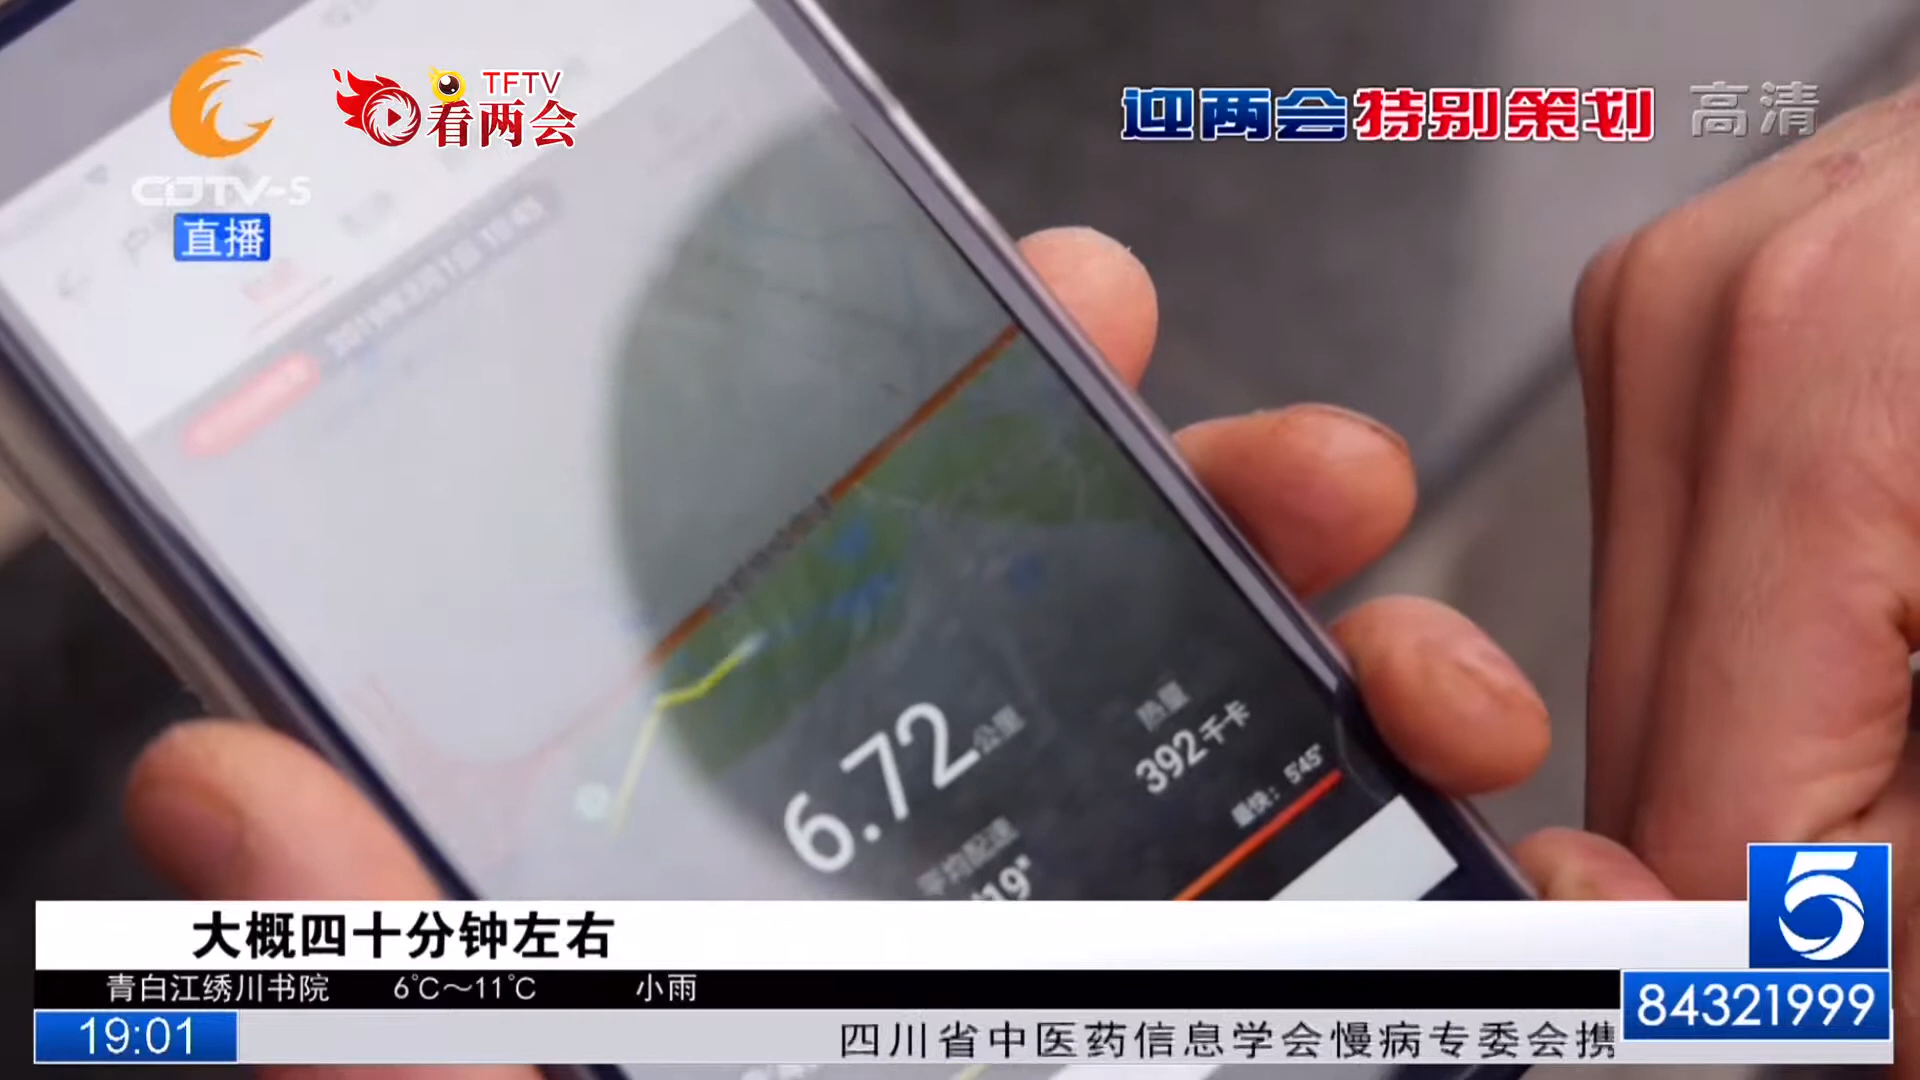 TFTV
看两会
迎两会特别策划
高清
CDTV-5
直播
6.72公里
热量
392千卡
平均配速
19"
最快：5'45"
大概四十分钟左右
5
青白江绣川书院 6℃～11℃ 小雨
84321999
19:01
四川省中医药信息学会慢病专委会携